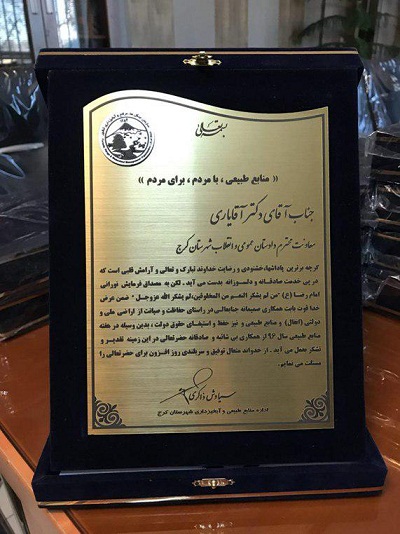 « منابع طبیعی ، با مردم ، برای مردم »
جناب آقای دکتر آقایاری
معاونت محترم دادستان عمومی و انقلاب شهرستان کرج
گرچه برترین پاداشها، خشنودی و رضایت خداوند تبارک و تعالی و آرامش قلبی است که
در پی خدمت صادقانه و دلسوزانه بدست می آید. لکن به مصداق فرمایش نورانی
امام رضا (ع) "من لم یشکر المنعم من المخلوقین، لم یشکر الله عزوجل" ضمن عرض
خدا قوت بابت همکاری صمیمانه جنابعالی در راستای حفاظت و صیانت از اراضی ملی و
دولتی (انفال) و منابع طبیعی و نیز حفظ و استیفای حقوق دولت ، بدین وسیله در هفته
منابع طبیعی سال ۹۶ از همکاری بی شائبه و صادقانه حضرتعالی در این زمینه تقدیر و
تشکر بعمل می آید. از خداوند متعال توفیق و سربلندی روز افزون برای حضرتعالی را
مسئلت می نمایم.
اداره منابع طبیعی و آبخیزداری شهرستان کرج